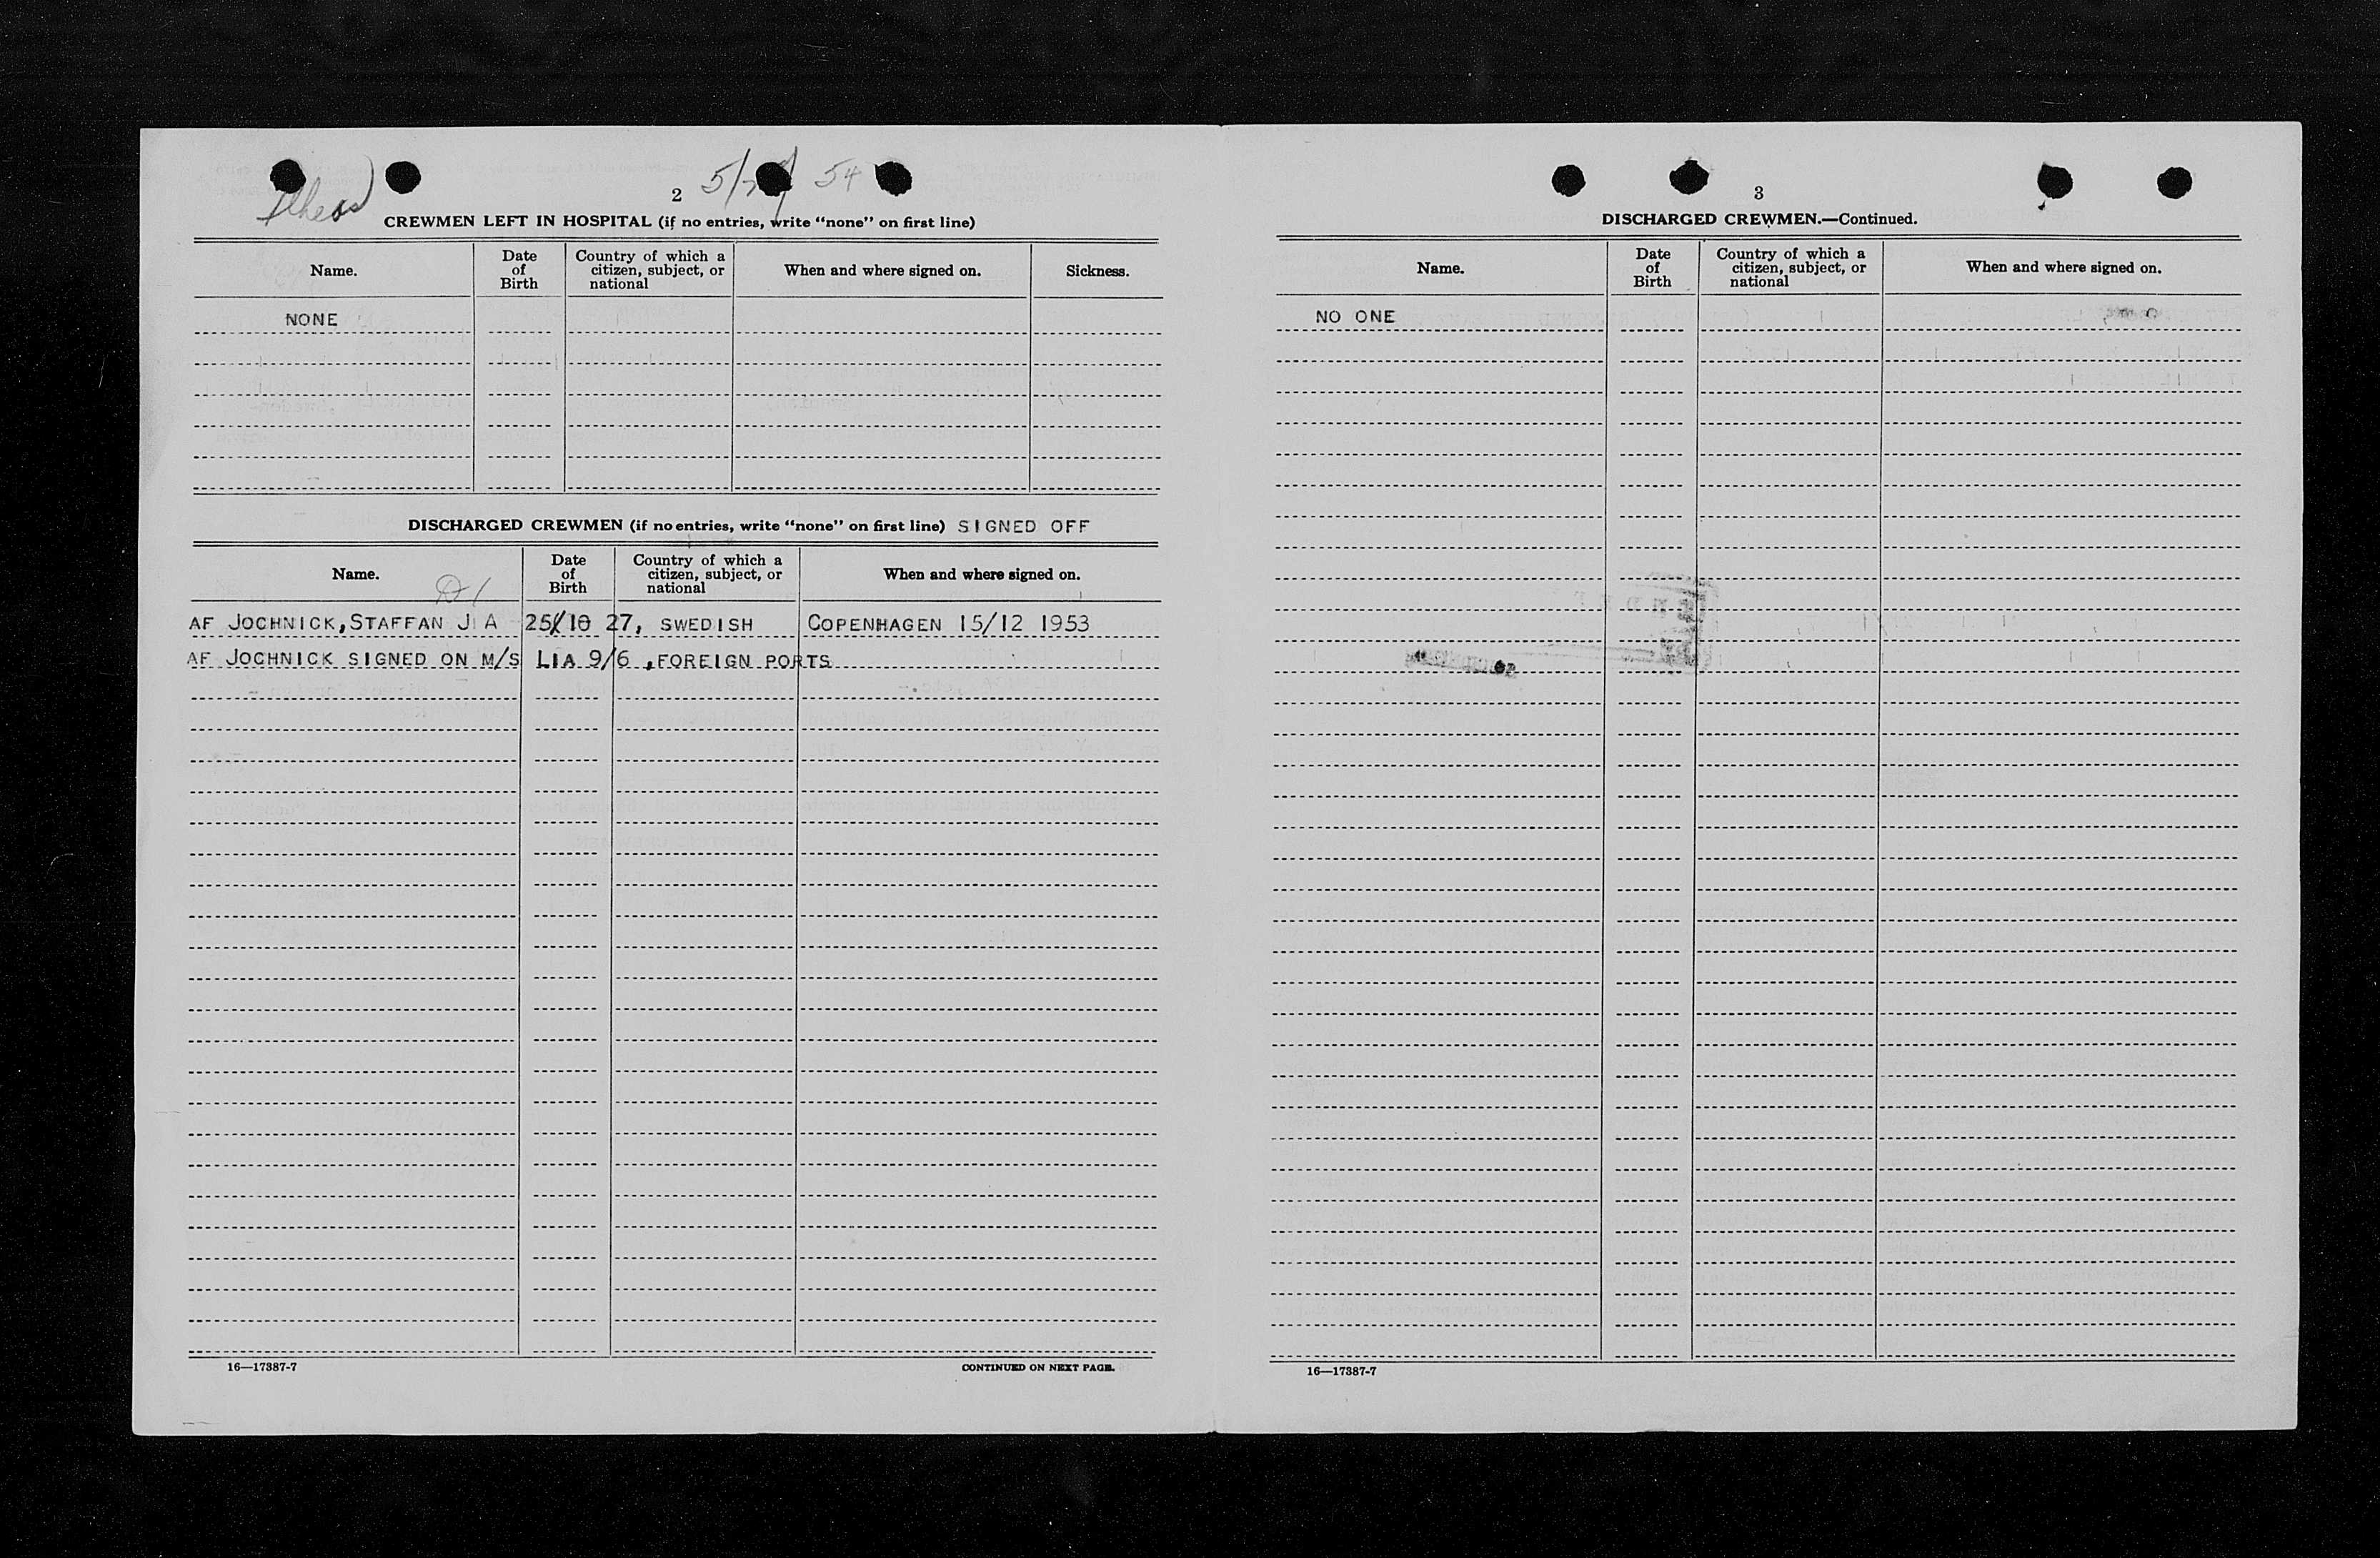 2
CREWMEN LEFT IN HOSPITAL (if no entries, write “none” on first line)
Name. Date of Birth Country of which a citizen, subject, or national When and where signed on. Sickness.
NONE
DISCHARGED CREWMEN (if no entries, write “none” on first line) SIGNED OFF
Name. Date of Birth Country of which a citizen, subject, or national When and where signed on.
AF JOCHNICK, STAFFAN J A 25/10 27, SWEDISH COPENHAGEN 15/12 1953
AF JOCHNICK SIGNED ON M/S LIA 9/6 , FOREIGN PORTS
16—17387-7 CONTINUED ON NEXT PAGE.
3
DISCHARGED CREWMEN.—Continued.
Name. Date of Birth Country of which a citizen, subject, or national When and where signed on.
NO ONE
16—17387-7